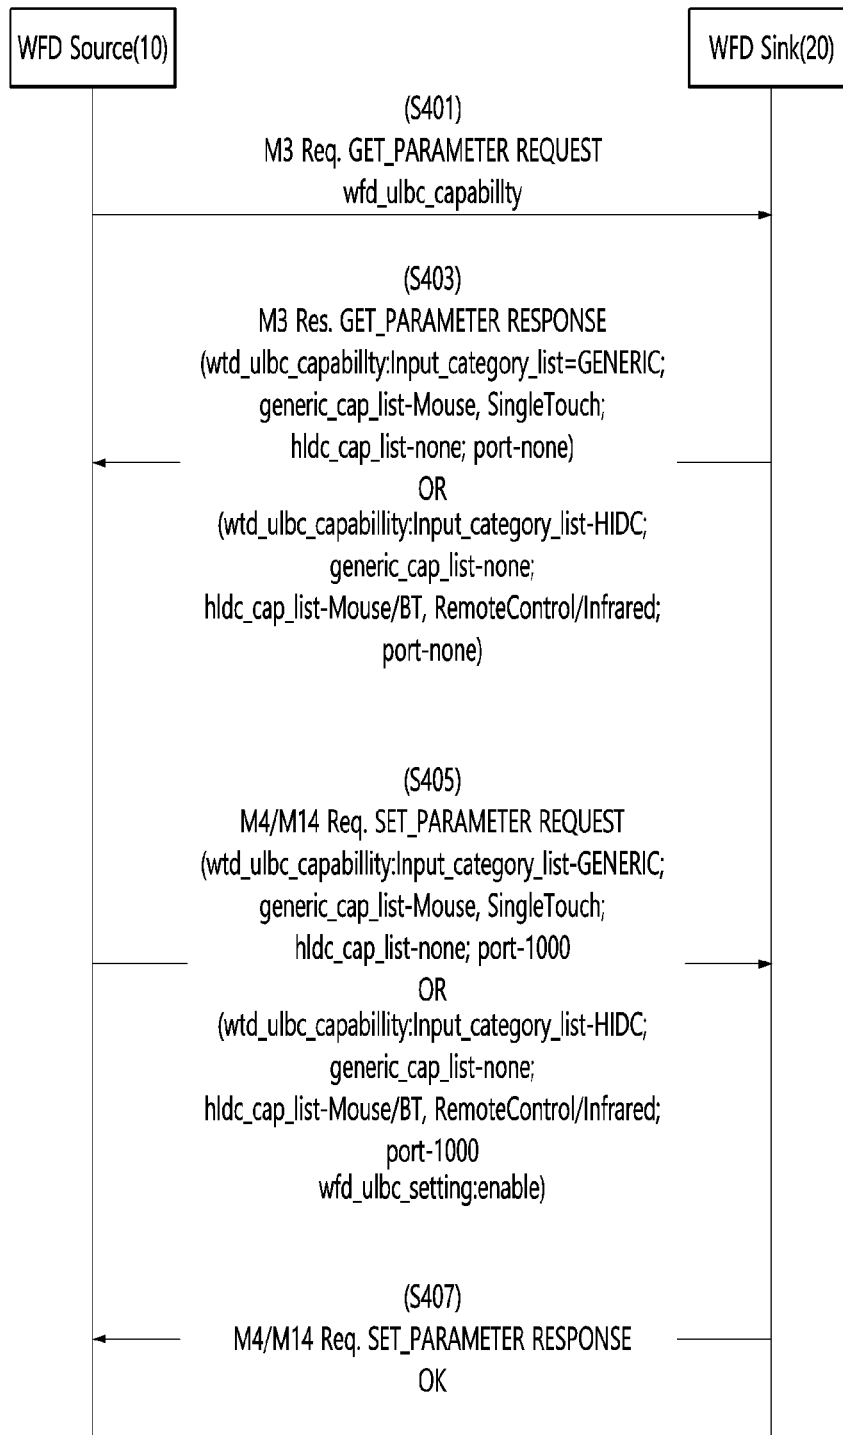 WFD Source(10)
WFD Sink(20)
(S401)
M3 Req. GET_PARAMETER REQUEST
wfd_ulbc_capabillty
(S403)
M3 Res. GET_PARAMETER RESPONSE
(wtd_ulbc_capabillty:Input_category_list=GENERIC;
generic_cap_list-Mouse, SingleTouch;
hldc_cap_list-none; port-none)
OR
(wtd_ulbc_capabillity:Input_category_list-HIDC;
generic_cap_list-none;
hldc_cap_list-Mouse/BT, RemoteControl/Infrared;
port-none)
(S405)
M4/M14 Req. SET_PARAMETER REQUEST
(wtd_ulbc_capabillity:Input_category_list-GENERIC;
generic_cap_list-Mouse, SingleTouch;
hldc_cap_list-none; port-1000
OR
(wtd_ulbc_capabillity:Input_category_list-HIDC;
generic_cap_list-none;
hldc_cap_list-Mouse/BT, RemoteControl/Infrared;
port-1000
wfd_ulbc_setting:enable)
(S407)
M4/M14 Req. SET_PARAMETER RESPONSE
OK